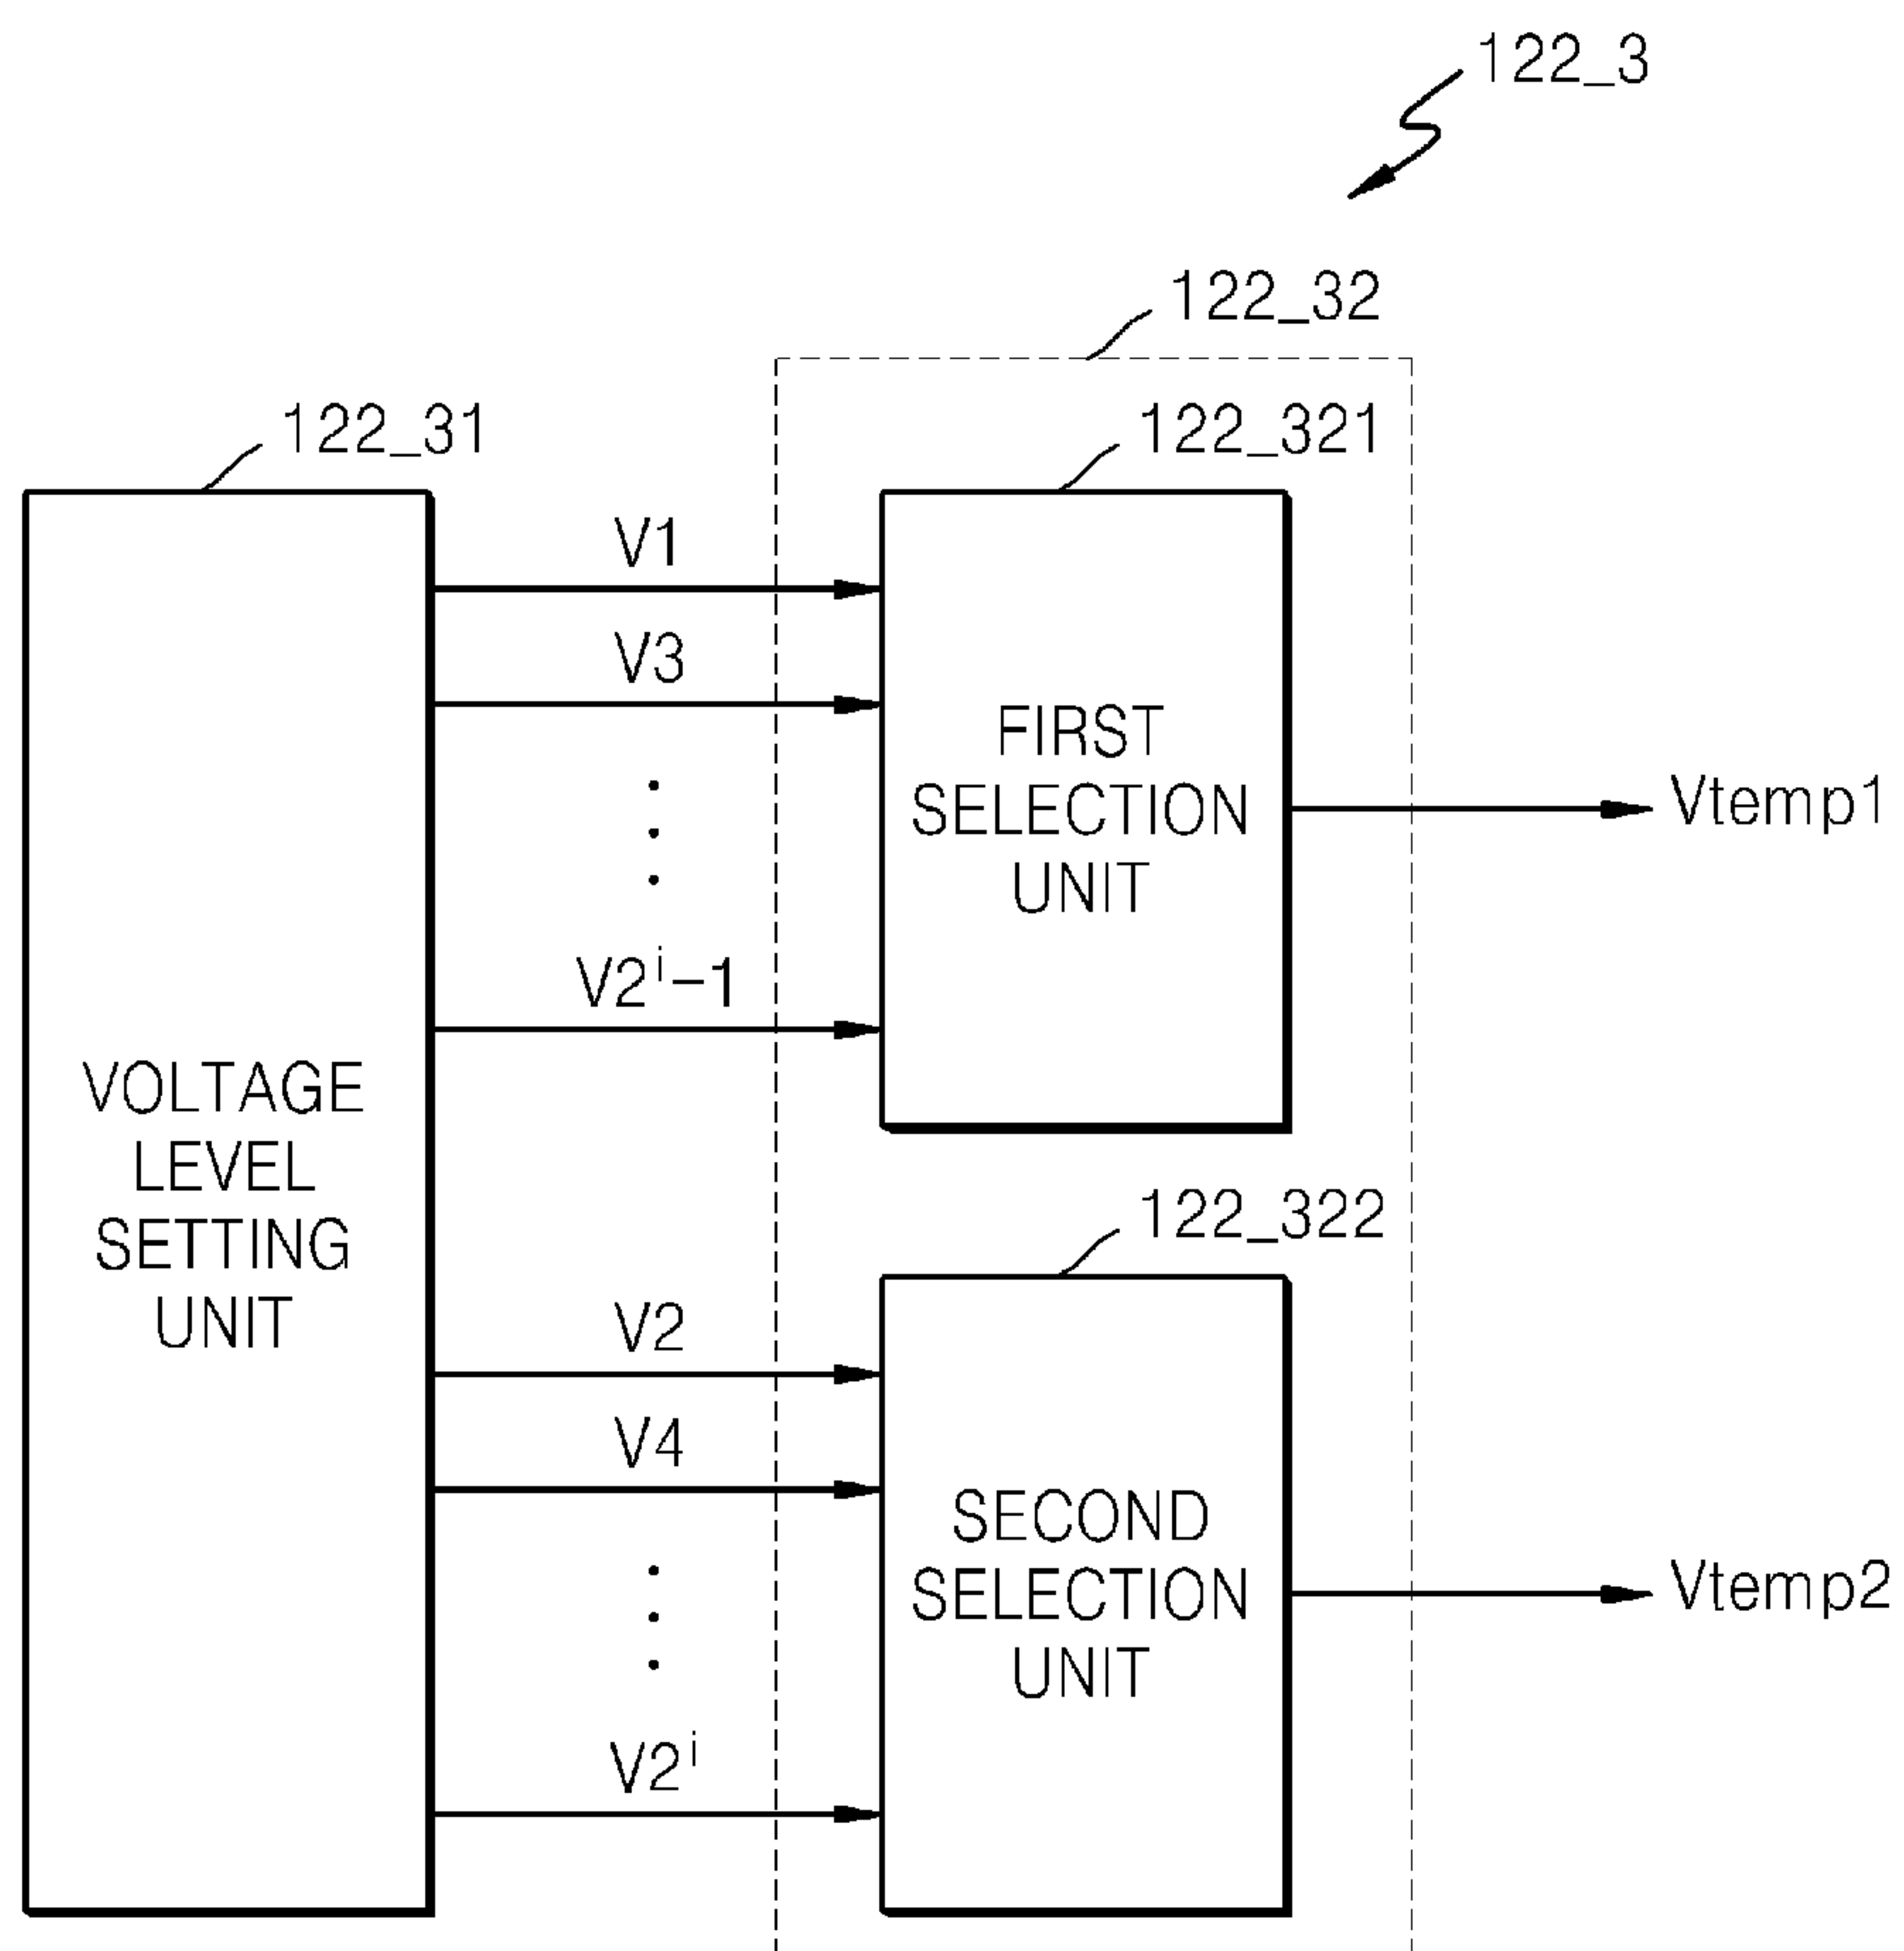 122_3
122_32
122_31
122_321
V1
V3
FIRST
SELECTION
UNIT
Vtemp1
V2ⁱ-1
VOLTAGE
LEVEL
SETTING
UNIT
122_322
V2
V4
SECOND
SELECTION
UNIT
Vtemp2
V2ⁱ